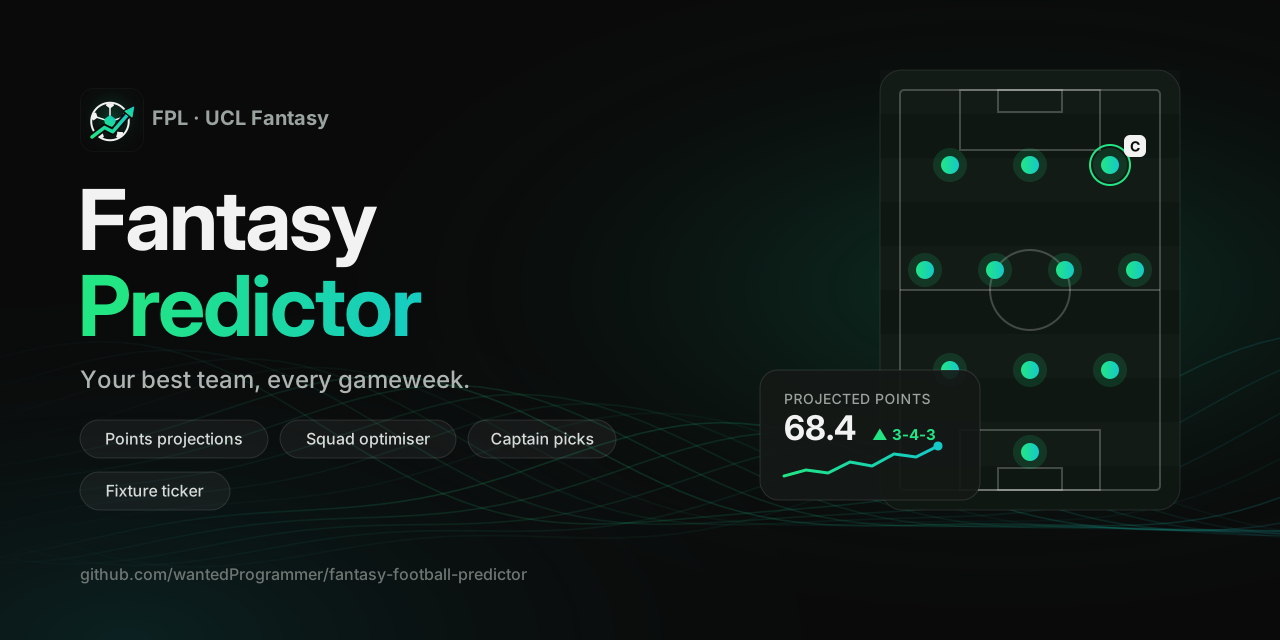 FPL · UCL Fantasy
Fantasy
Predictor
Your best team, every gameweek.
Points projections
Squad optimiser
Captain picks
Fixture ticker
github.com/wantedProgrammer/fantasy-football-predictor
C
PROJECTED POINTS
68.4 ▲ 3-4-3